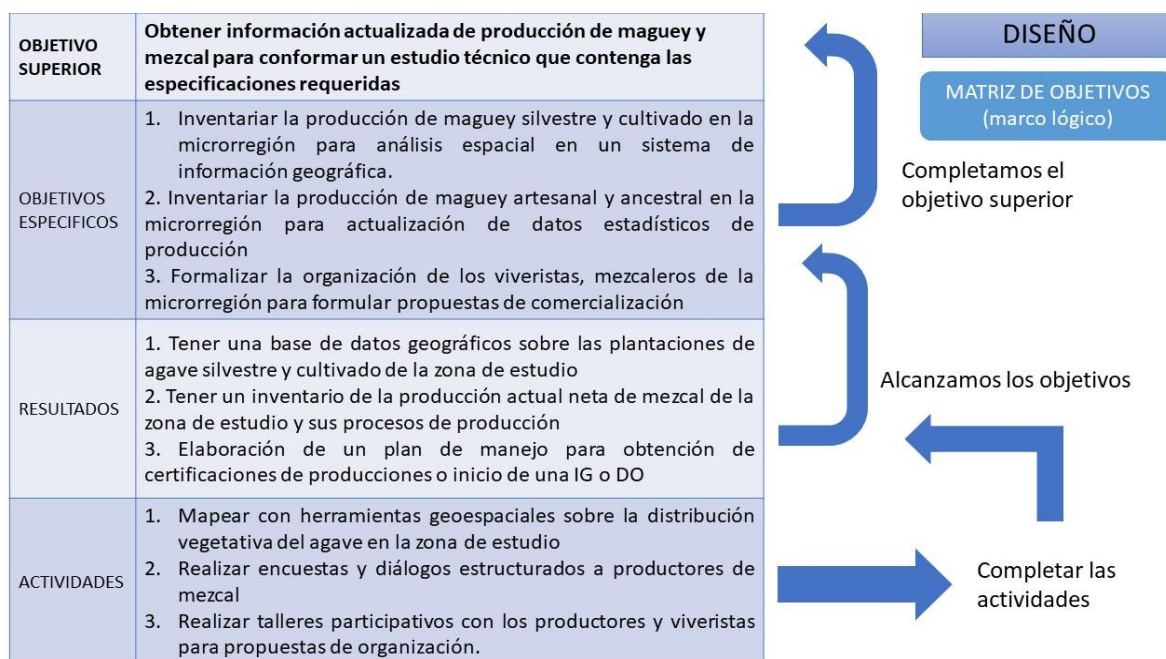 OBJETIVO
SUPERIOR
Obtener información actualizada de producción de maguey y
mezcal para conformar un estudio técnico que contenga las
especificaciones requeridas
OBJETIVOS
ESPECIFICOS
1. Inventariar la producción de maguey silvestre y cultivado en la
microrregión para análisis espacial en un sistema de
información geográfica.
2. Inventariar la producción de maguey artesanal y ancestral en la
microrregión para actualización de datos estadísticos de
producción
3. Formalizar la organización de los viveristas, mezcaleros de la
microrregión para formular propuestas de comercialización
RESULTADOS
1. Tener una base de datos geográficos sobre las plantaciones de
agave silvestre y cultivado de la zona de estudio
2. Tener un inventario de la producción actual neta de mezcal de la
zona de estudio y sus procesos de producción
3. Elaboración de un plan de manejo para obtención de
certificaciones de producciones o inicio de una IG o DO
ACTIVIDADES
1. Mapear con herramientas geoespaciales sobre la distribución
vegetativa del agave en la zona de estudio
2. Realizar encuestas y diálogos estructurados a productores de
mezcal
3. Realizar talleres participativos con los productores y viveristas
para propuestas de organización.
DISEÑO
MATRIZ DE OBJETIVOS
(marco lógico)
Completamos el
objetivo superior
Alcanzamos los objetivos
Completar las
actividades